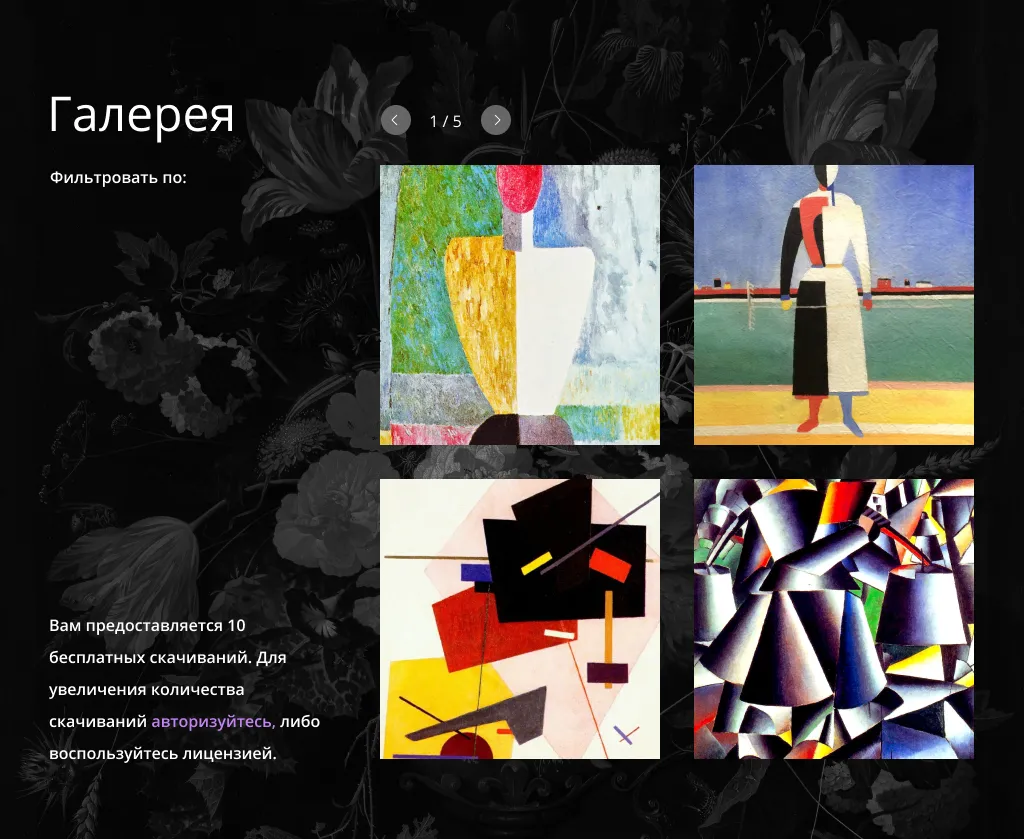 Галерея
1 / 5
Фильтровать по:
Вам предоставляется 10
бесплатных скачиваний. Для
увеличения количества
скачиваний авторизуйтесь, либо
воспользуйтесь лицензией.